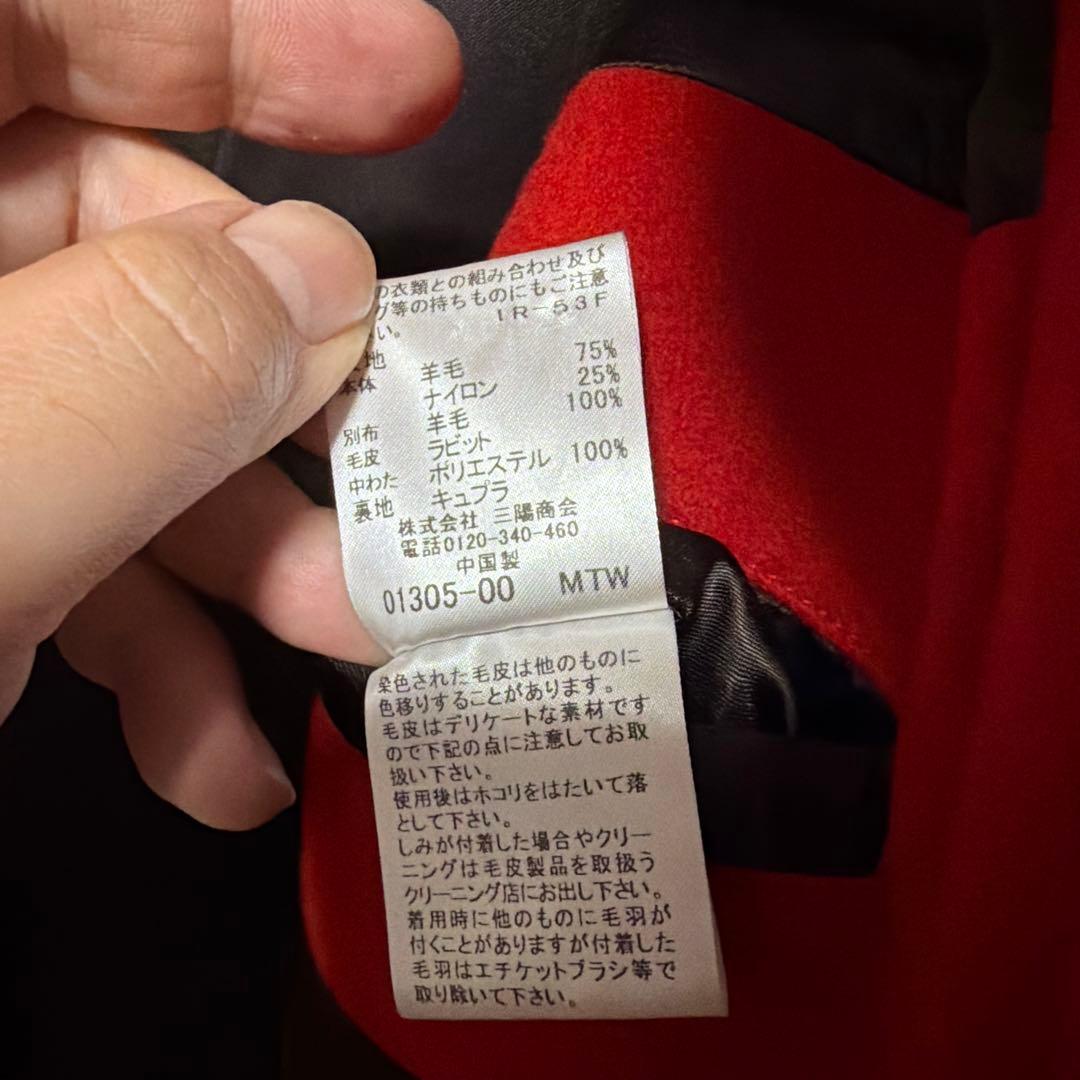 の衣類との組み合わせ及び
グ等の持ちものにもご注意
い。 IR-53F
地 羊毛 75%
本体 ナイロン 25%
別布 羊毛 100%
毛皮 ラビット
中わた ポリエステル 100%
裏地 キュプラ
株式会社 三陽商会
電話0120-340-460
中国製
01305-00 MTW
染色された毛皮は他のものに
色移りすることがあります。
毛皮はデリケートな素材です
ので下記の点に注意してお取
扱い下さい。
使用後はホコリをはたいて落
として下さい。
しみが付着した場合やクリー
ニングは毛皮製品を取扱う
クリーニング店にお出し下さい。
着用時に他のものに毛羽が
付くことがありますが付着した
毛羽はエチケットブラシ等で
取り除いて下さい。